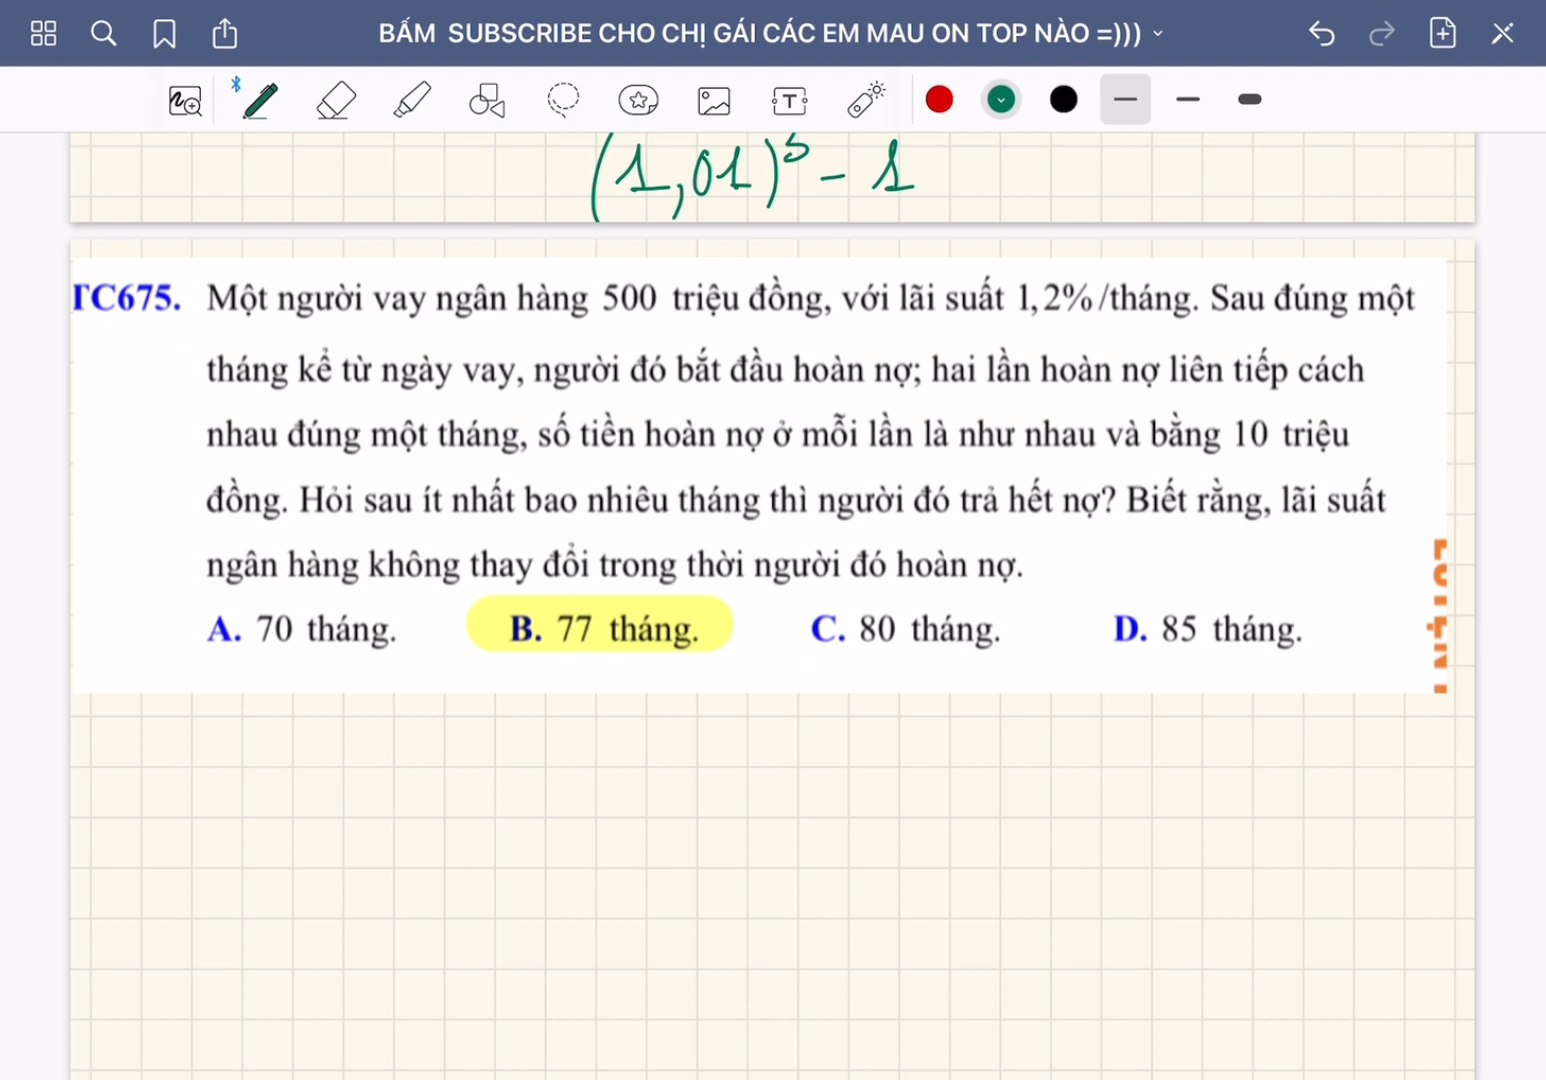 BẤM SUBSCRIBE CHO CHỊ GÁI CÁC EM MAU ON TOP NÀO =)))
(1,01)⁵ - 1
TC675. Một người vay ngân hàng 500 triệu đồng, với lãi suất 1,2%/tháng. Sau đúng một
tháng kể từ ngày vay, người đó bắt đầu hoàn nợ; hai lần hoàn nợ liên tiếp cách
nhau đúng một tháng, số tiền hoàn nợ ở mỗi lần là như nhau và bằng 10 triệu
đồng. Hỏi sau ít nhất bao nhiêu tháng thì người đó trả hết nợ? Biết rằng, lãi suất
ngân hàng không thay đổi trong thời người đó hoàn nợ.
A. 70 tháng. B. 77 tháng. C. 80 tháng. D. 85 tháng.